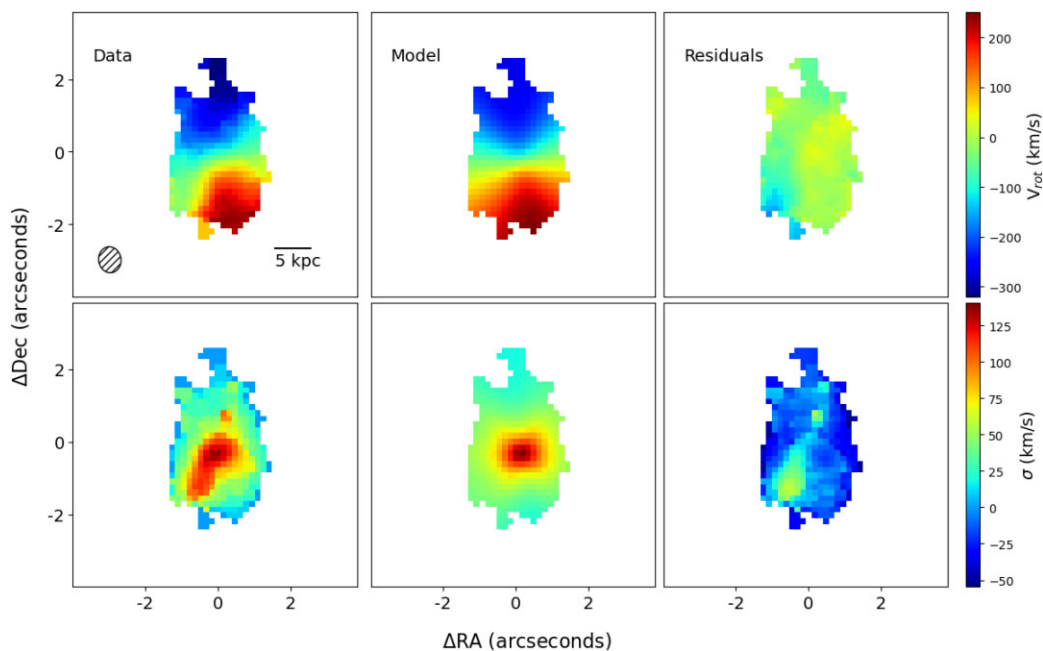 Data
Model
Residuals
2
0
-2
5 kpc
200
100
0
-100
-200
-300
V_rot (km/s)
2
0
-2
125
100
75
50
25
0
-25
-50
σ (km/s)
-2 0 2
-2 0 2
-2 0 2
ΔDec (arcseconds)
ΔRA (arcseconds)